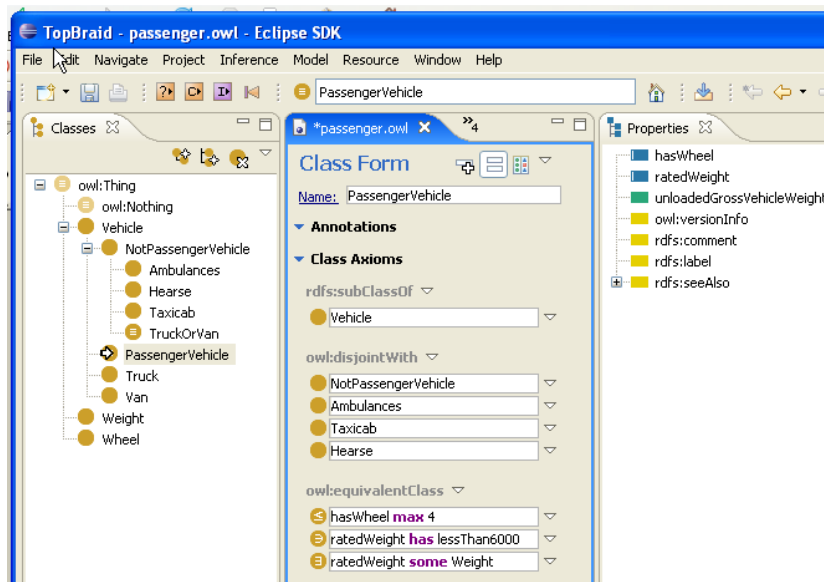 TopBraid - passenger.owl - Eclipse SDK
File Edit Navigate Project Inference Model Resource Window Help
PassengerVehicle
Classes
owl:Thing
owl:Nothing
Vehicle
NotPassengerVehicle
Ambulances
Hearse
Taxicab
TruckOrVan
PassengerVehicle
Truck
Van
Weight
Wheel
*passenger.owl
»4
Class Form
Name: PassengerVehicle
Annotations
Class Axioms
rdfs:subClassOf
Vehicle
owl:disjointWith
NotPassengerVehicle
Ambulances
Taxicab
Hearse
owl:equivalentClass
hasWheel max 4
ratedWeight has lessThan6000
ratedWeight some Weight
Properties
hasWheel
ratedWeight
unloadedGrossVehicleWeight
owl:versionInfo
rdfs:comment
rdfs:label
rdfs:seeAlso